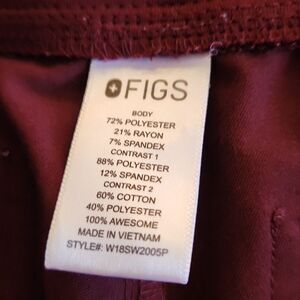 FIGS
BODY
72% POLYESTER
21% RAYON
7% SPANDEX
CONTRAST 1
88% POLYESTER
12% SPANDEX
CONTRAST 2
60% COTTON
40% POLYESTER
100% AWESOME
MADE IN VIETNAM
STYLE#: W18SW2005P